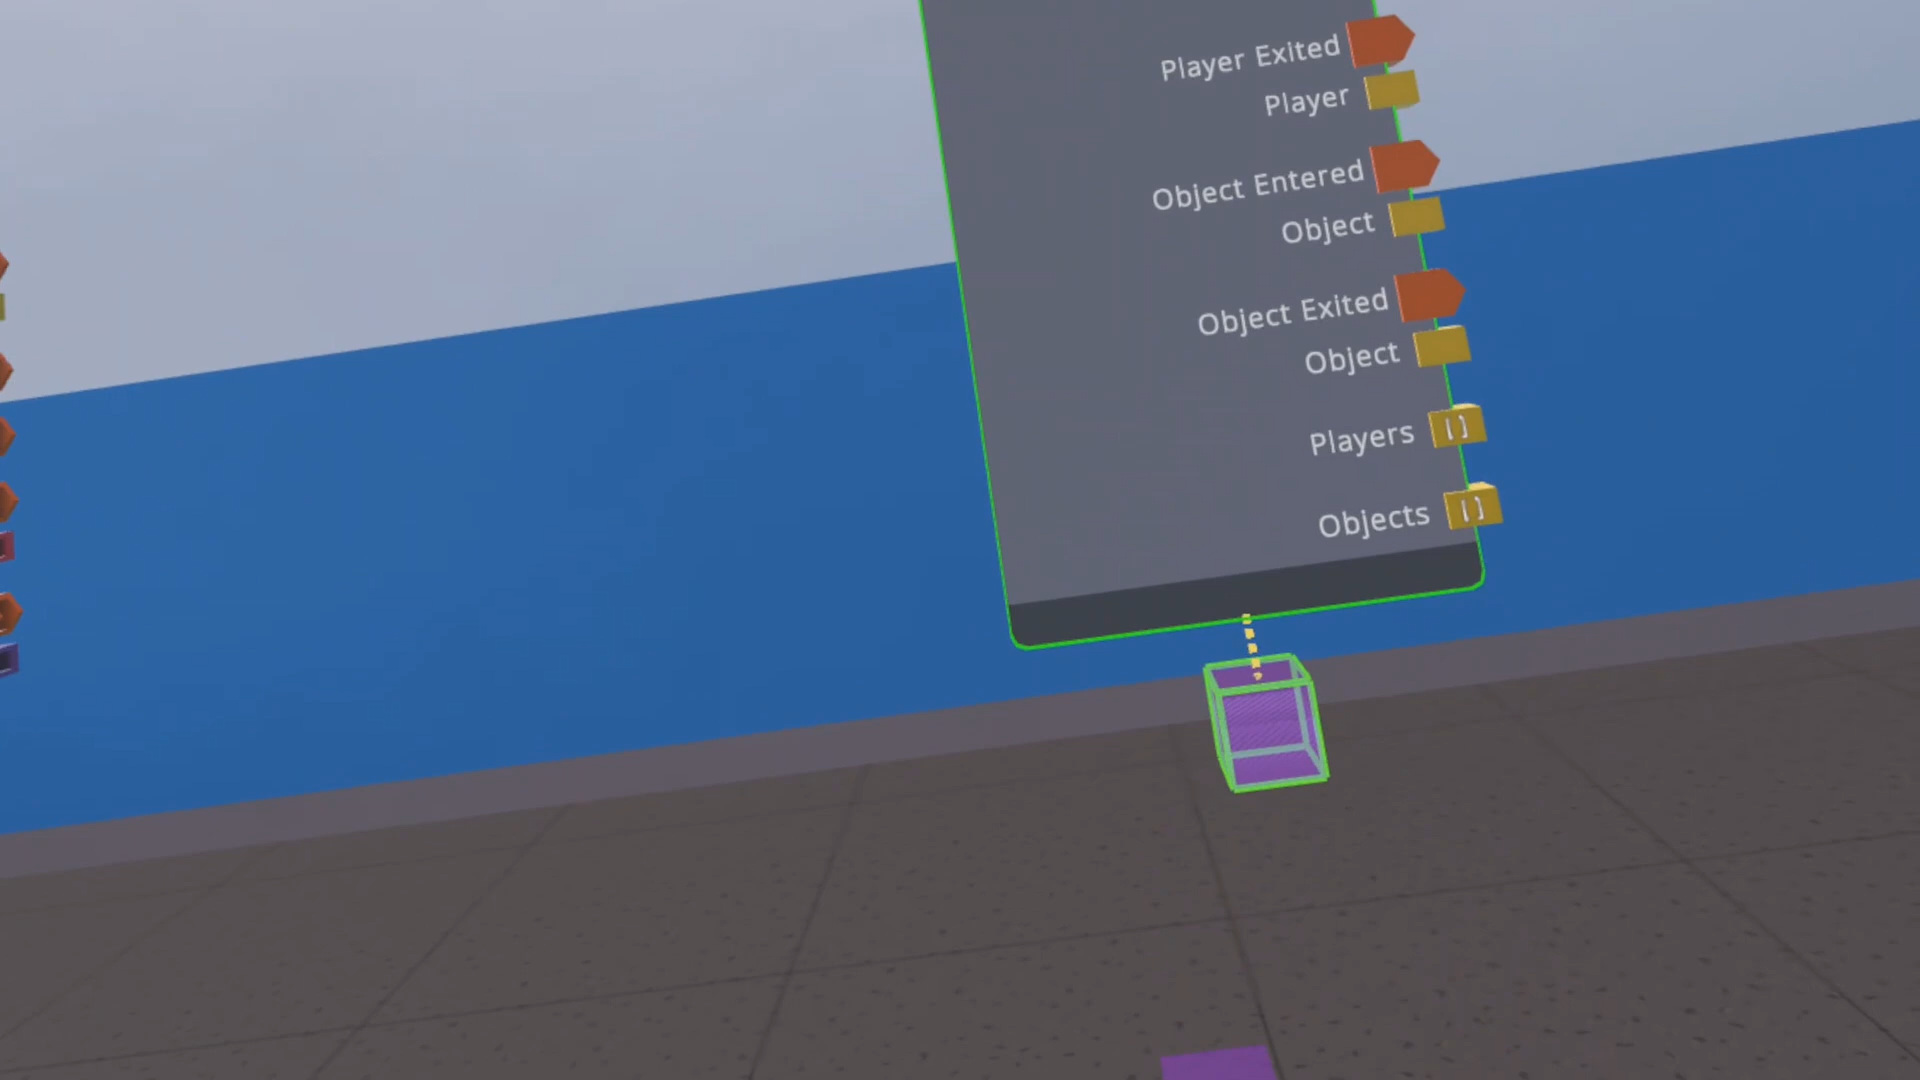 Player Exited
Player
Object Entered
Object
Object Exited
Object
Players []
Objects []